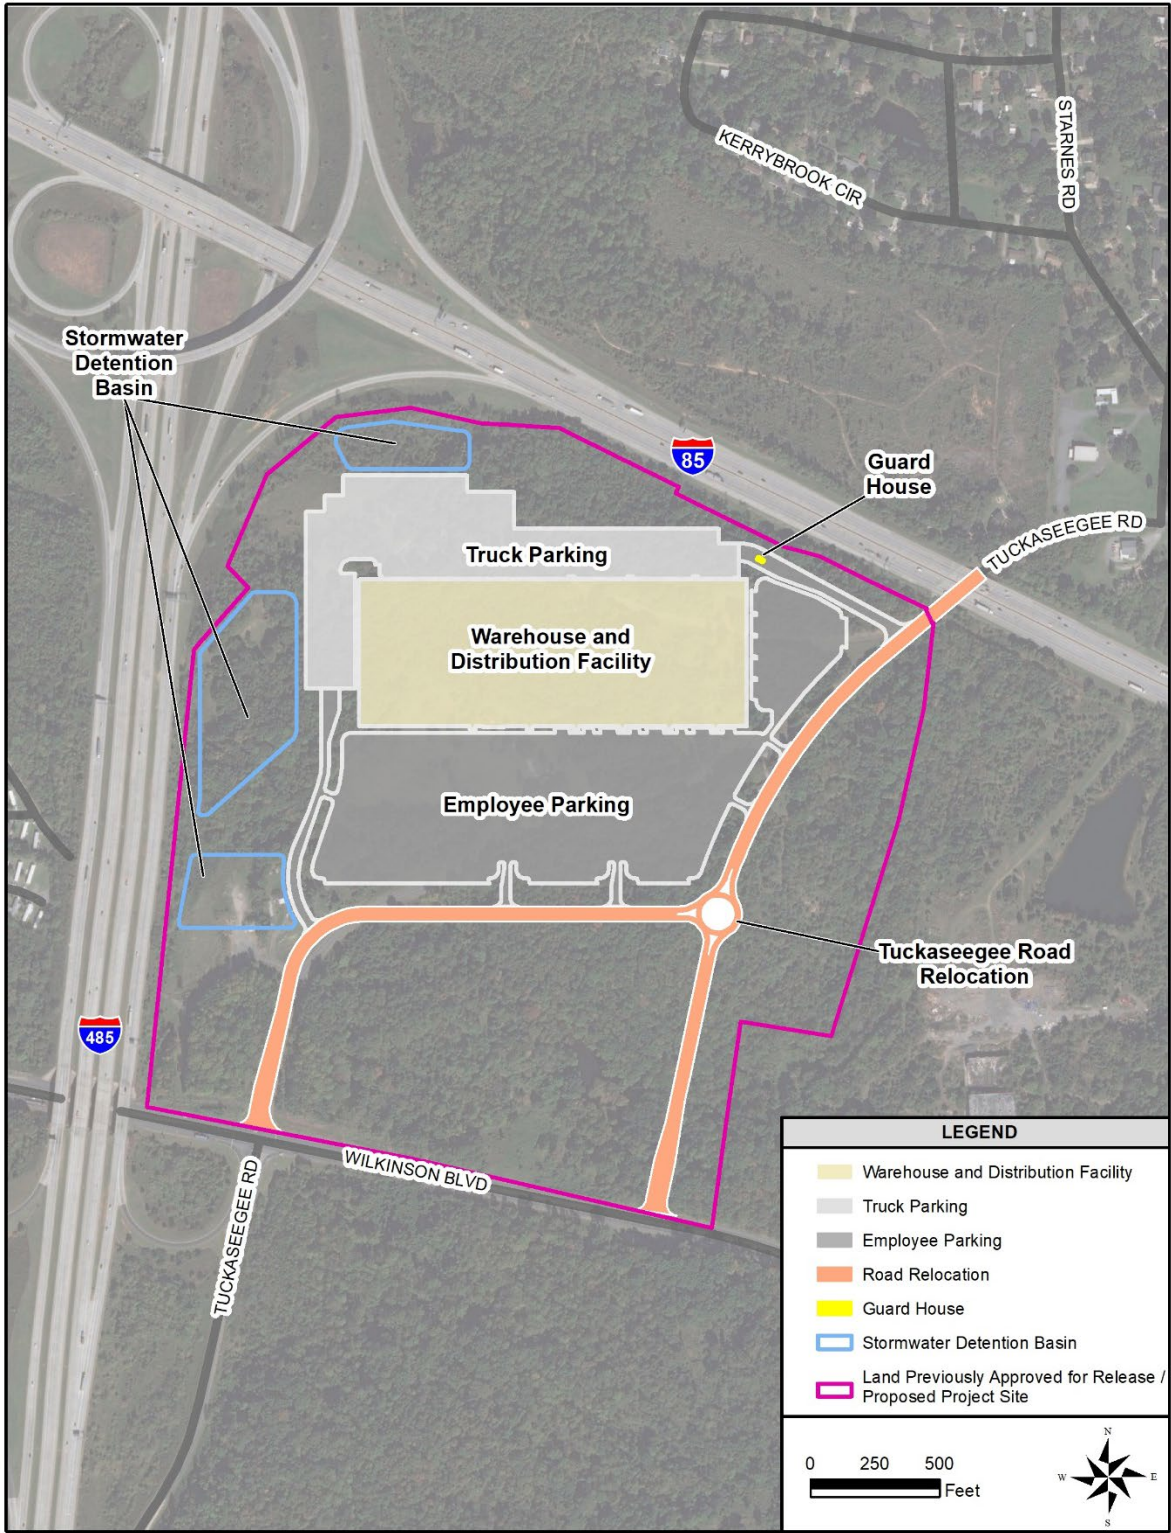 STARNES RD
KERRYBROOK CIR
Stormwater
Detention
Basin
85
Guard
House
TUCKASEEGEE RD
Truck Parking
Warehouse and
Distribution Facility
Employee Parking
Tuckaseegee Road
Relocation
485
WILKINSON BLVD
TUCKASEEGEE RD
LEGEND
Warehouse and Distribution Facility
Truck Parking
Employee Parking
Road Relocation
Guard House
Stormwater Detention Basin
Land Previously Approved for Release /
Proposed Project Site
0 250 500
Feet
N
W E
S